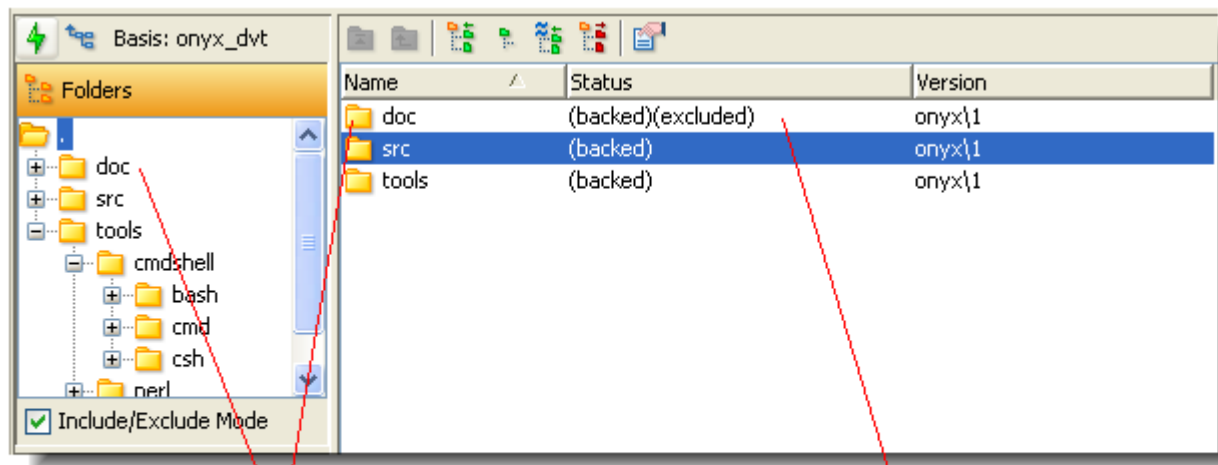 Basis: onyx_dvt
Folders
.
doc
src
tools
cmdshell
bash
cmd
csh
perl
Include/Exclude Mode
Name Status Version
doc (backed)(excluded) onyx\1
src (backed) onyx\1
tools (backed) onyx\1